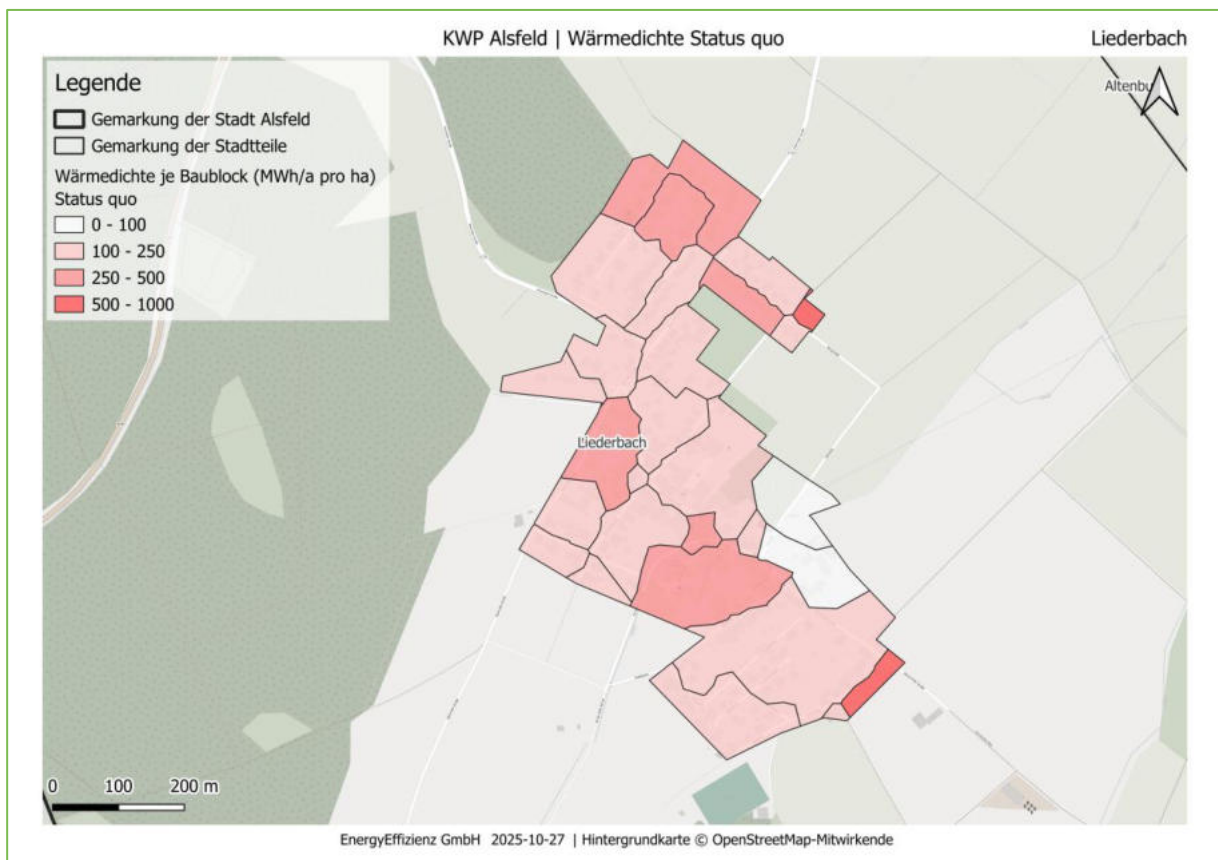 KWP Alsfeld | Wärmedichte Status quo
Liederbach
Legende
Gemarkung der Stadt Alsfeld
Gemarkung der Stadtteile
Wärmedichte je Baublock (MWh/a pro ha)
Status quo
0 - 100
100 - 250
250 - 500
500 - 1000
Altenbu
Liederbach
0 100 200 m
EnergyEffizienz GmbH 2025-10-27 | Hintergrundkarte © OpenStreetMap-Mitwirkende